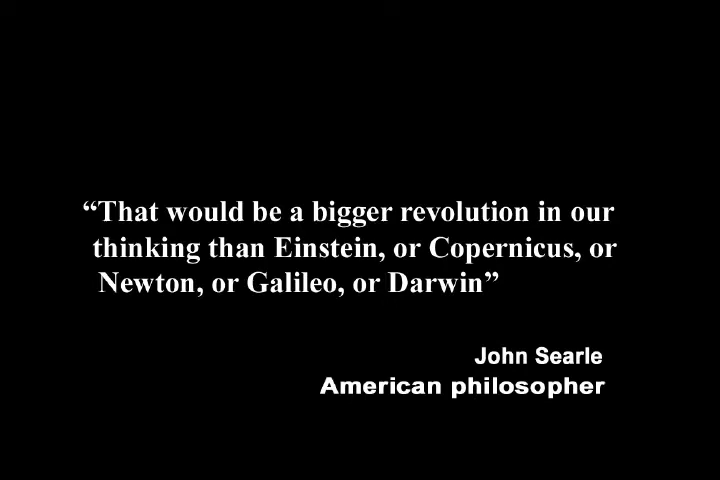 “That would be a bigger revolution in our
thinking than Einstein, or Copernicus, or
Newton, or Galileo, or Darwin”
John Searle
American philosopher